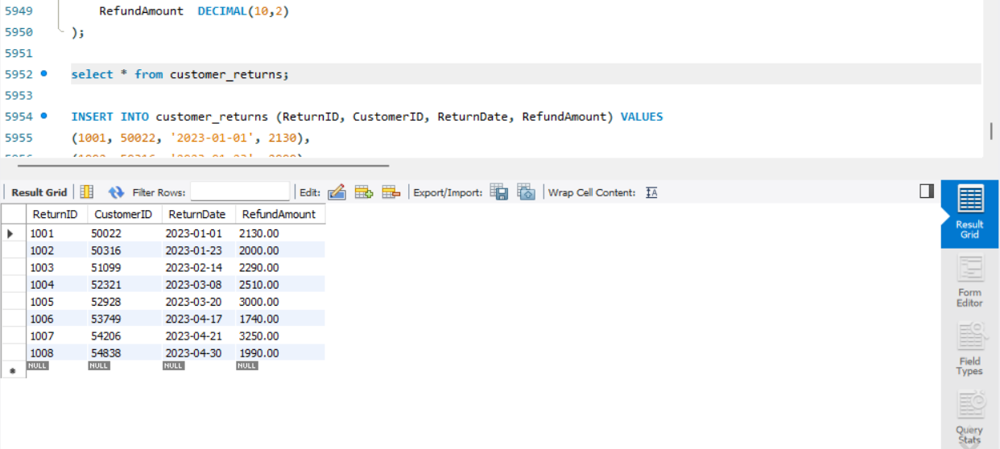 5949 RefundAmount DECIMAL(10,2)
5950 );
5951
5952 select * from customer_returns;
5953
5954 INSERT INTO customer_returns (ReturnID, CustomerID, ReturnDate, RefundAmount) VALUES
5955 (1001, 50022, '2023-01-01', 2130),
Result Grid Filter Rows: Edit: Export/Import: Wrap Cell Content:
ReturnID CustomerID ReturnDate RefundAmount
1001 50022 2023-01-01 2130.00
1002 50316 2023-01-23 2000.00
1003 51099 2023-02-14 2290.00
1004 52321 2023-03-08 2510.00
1005 52928 2023-03-20 3000.00
1006 53749 2023-04-17 1740.00
1007 54206 2023-04-21 3250.00
1008 54838 2023-04-30 1990.00
NULL NULL NULL NULL
Result
Grid
Form
Editor
Field
Types
Query
Stats